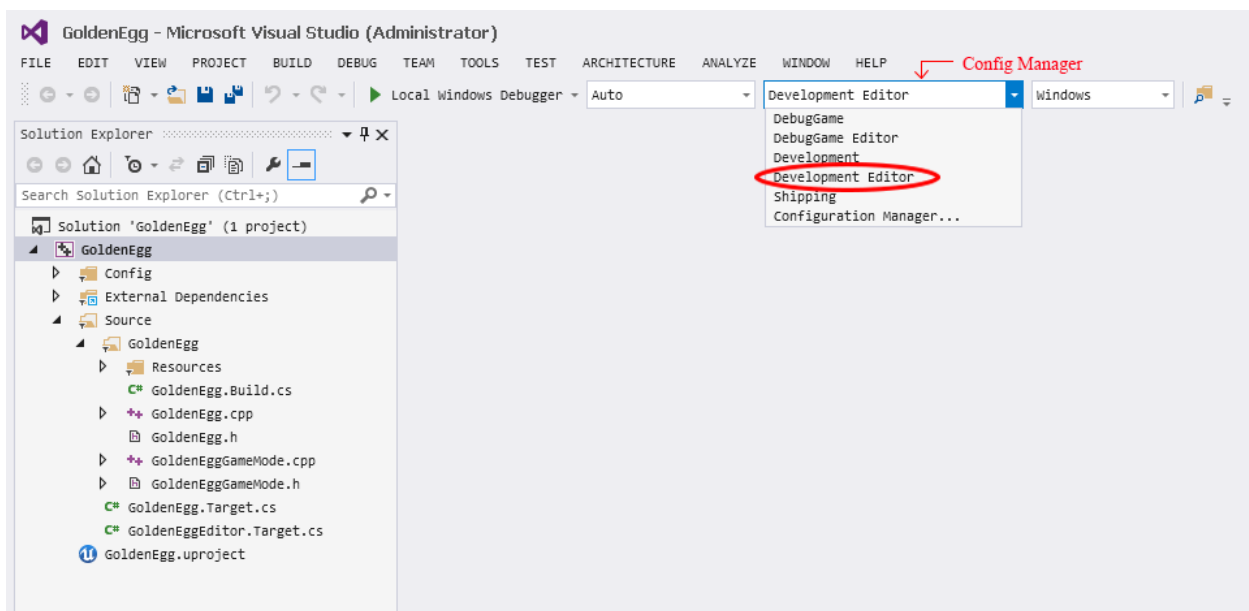 GoldenEgg - Microsoft Visual Studio (Administrator)
FILE EDIT VIEW PROJECT BUILD DEBUG TEAM TOOLS TEST ARCHITECTURE ANALYZE WINDOW HELP Config Manager
Local Windows Debugger Auto Development Editor Windows
DebugGame
DebugGame Editor
Development
Development Editor
Shipping
Configuration Manager...
Solution Explorer
Search Solution Explorer (Ctrl+;)
Solution 'GoldenEgg' (1 project)
GoldenEgg
Config
External Dependencies
Source
GoldenEgg
Resources
C# GoldenEgg.Build.cs
++ GoldenEgg.cpp
h GoldenEgg.h
++ GoldenEggGameMode.cpp
h GoldenEggGameMode.h
C# GoldenEgg.Target.cs
C# GoldenEggEditor.Target.cs
GoldenEgg.uproject